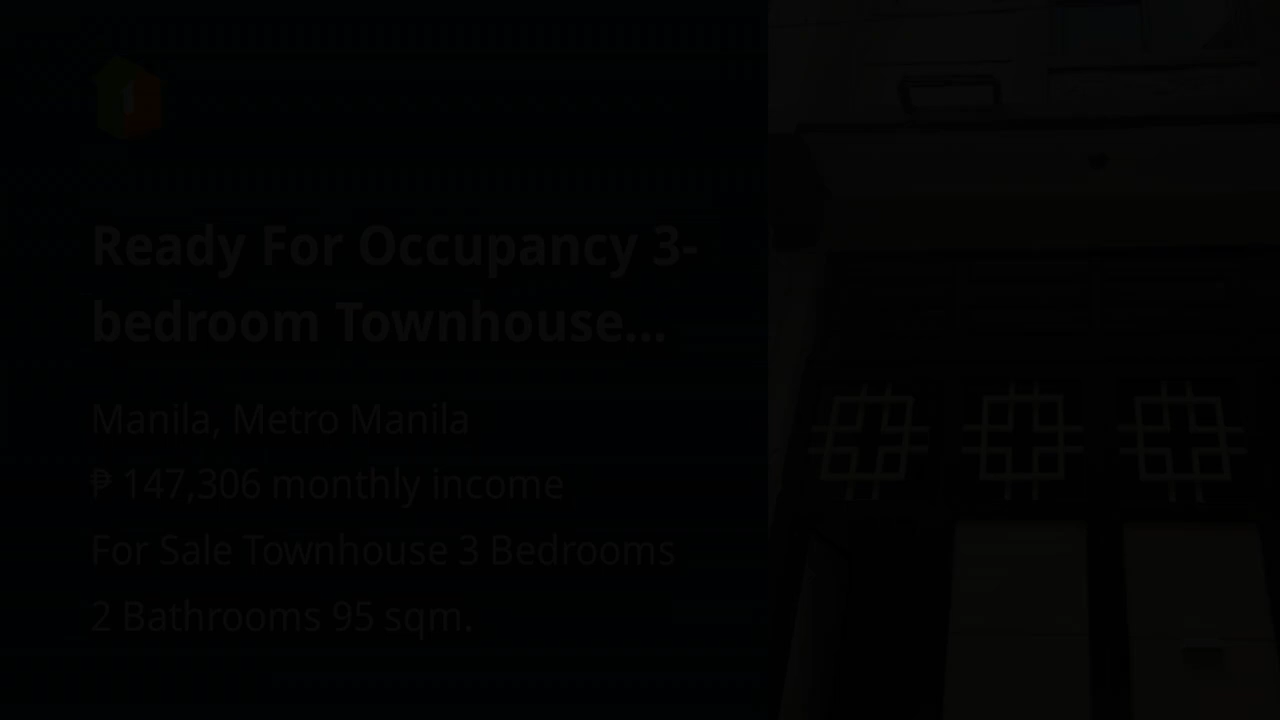 Ready For Occupancy 3-
bedroom Townhouse...
Manila, Metro Manila
₱ 147,306 monthly income
For Sale Townhouse 3 Bedrooms
2 Bathrooms 95 sqm.